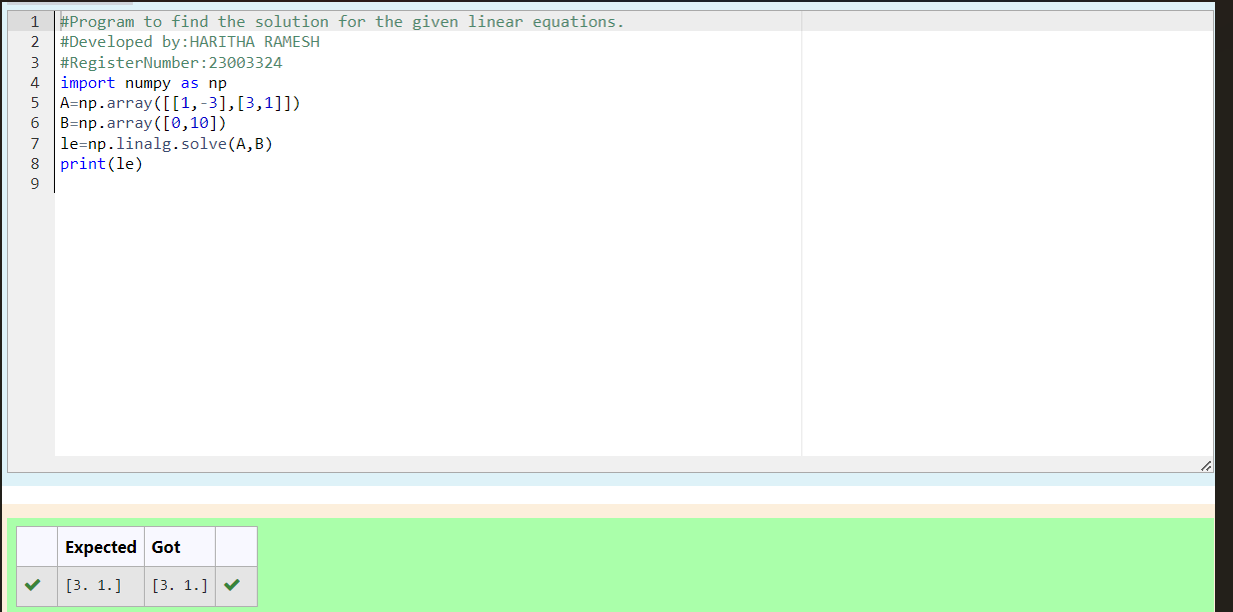 1 #Program to find the solution for the given linear equations.
2 #Developed by:HARITHA RAMESH
3 #RegisterNumber:23003324
4 import numpy as np
5 A=np.array([[1,-3],[3,1]])
6 B=np.array([0,10])
7 le=np.linalg.solve(A,B)
8 print(le)
9
Expected Got
[3. 1.] [3. 1.]